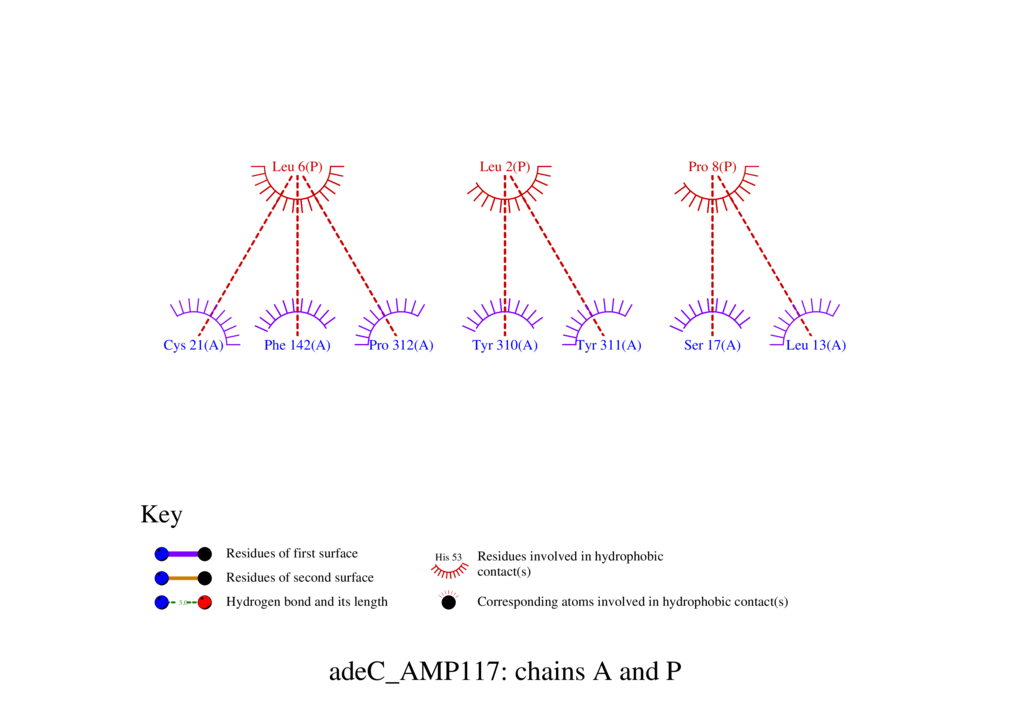 Leu 6(P) Leu 2(P) Pro 8(P)
Cys 21(A) Phe 142(A) Pro 312(A) Tyr 310(A) Tyr 311(A) Ser 17(A) Leu 13(A)
Key
Residues of first surface
Residues of second surface
3.0 Hydrogen bond and its length
His 53 Residues involved in hydrophobic
contact(s)
Corresponding atoms involved in hydrophobic contact(s)
adeC_AMP117: chains A and P